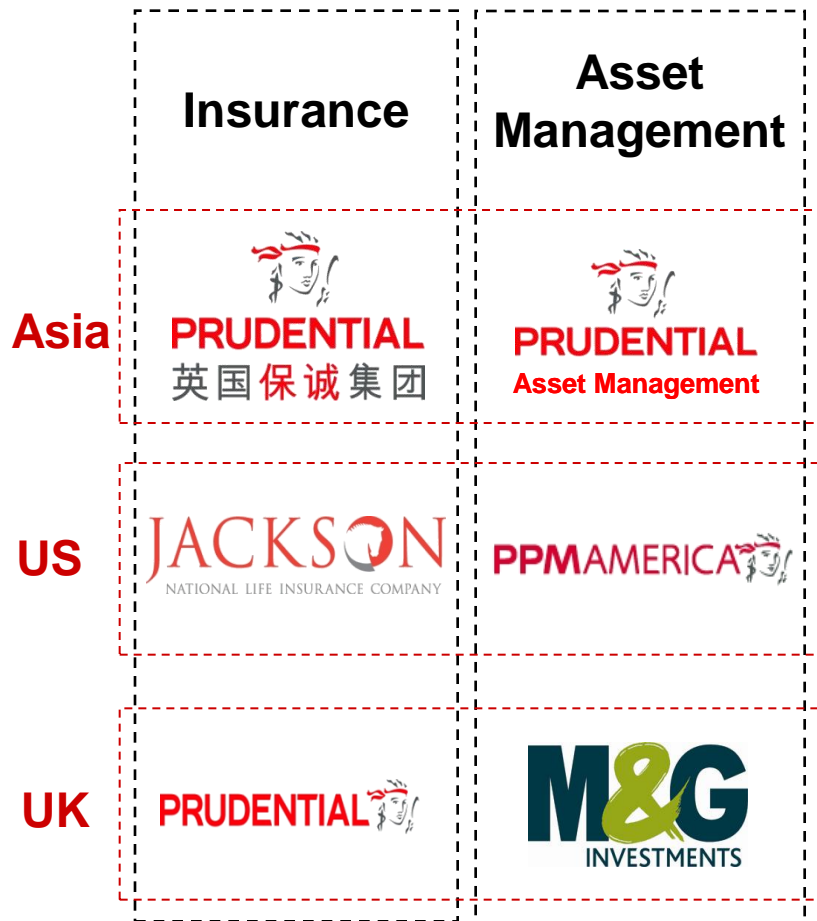 Insurance
Asset
Management
Asia
PRUDENTIAL
英国保诚集团
PRUDENTIAL
Asset Management
US
JACKSON
NATIONAL LIFE INSURANCE COMPANY
PPMAMERICA
UK
PRUDENTIAL
M&G
INVESTMENTS